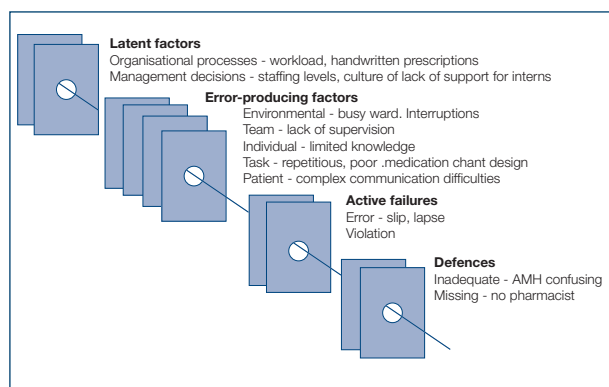 Latent factors
Organisational processes - workload, handwritten prescriptions
Management decisions - staffing levels, culture of lack of support for interns
Error-producing factors
Environmental - busy ward. Interruptions
Team - lack of supervision
Individual - limited knowledge
Task - repetitious, poor .medication chant design
Patient - complex communication difficulties
Active failures
Error - slip, lapse
Violation
Defences
Inadequate - AMH confusing
Missing - no pharmacist